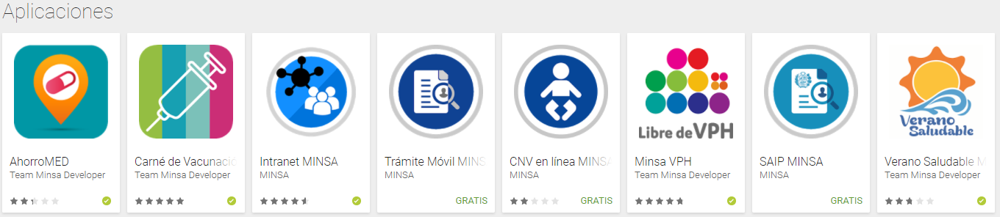 Aplicaciones
Libre de VPH
Verano
Saludable
AhorroMED
Team Minsa Developer
Carné de Vacunació
Team Minsa Developer
Intranet MINSA
MINSA
Trámite Móvil MINS
MINSA
GRATIS
CNV en línea MINSA
MINSA
GRATIS
Minsa VPH
Team Minsa Developer
SAIP MINSA
MINSA
GRATIS
Verano Saludable M
Team Minsa Developer